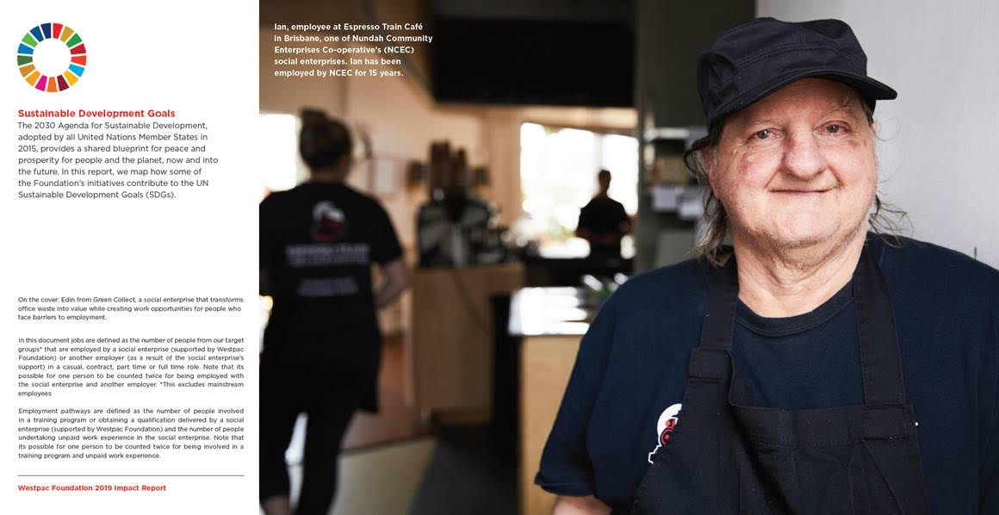 Sustainable Development Goals
The 2030 Agenda for Sustainable Development,
adopted by all United Nations Member States in
2015, provides a shared blueprint for peace and
prosperity for people and the planet, now and into
the future. In this report, we map how some of
the Foundation's initiatives contribute to the UN
Sustainable Development Goals (SDGs).
On the cover: Edin from Green Collect, a social enterprise that transforms
office waste into value while creating work opportunities for people who
face barriers to employment.
In this document jobs are defined as the number of people from our target
groups* that are employed by a social enterprise (supported by Westpac
Foundation) or another employer (as a result of the social enterprise's
support) in a casual, contract, part time or full time role. Note that its
possible for one person to be counted twice for being employed with
the social enterprise and another employer. *This excludes mainstream
employees
Employment pathways are defined as the number of people involved
in a training program or obtaining a qualification delivered by a social
enterprise (supported by Westpac Foundation) and the number of people
undertaking unpaid work experience in the social enterprise. Note that
its possible for one person to be counted twice for being involved in a
training program and unpaid work experience.
Westpac Foundation 2019 Impact Report
Ian, employee at Espresso Train Café
in Brisbane, one of Nundah Community
Enterprises Co-operative's (NCEC)
social enterprises. Ian has been
employed by NCEC for 15 years.